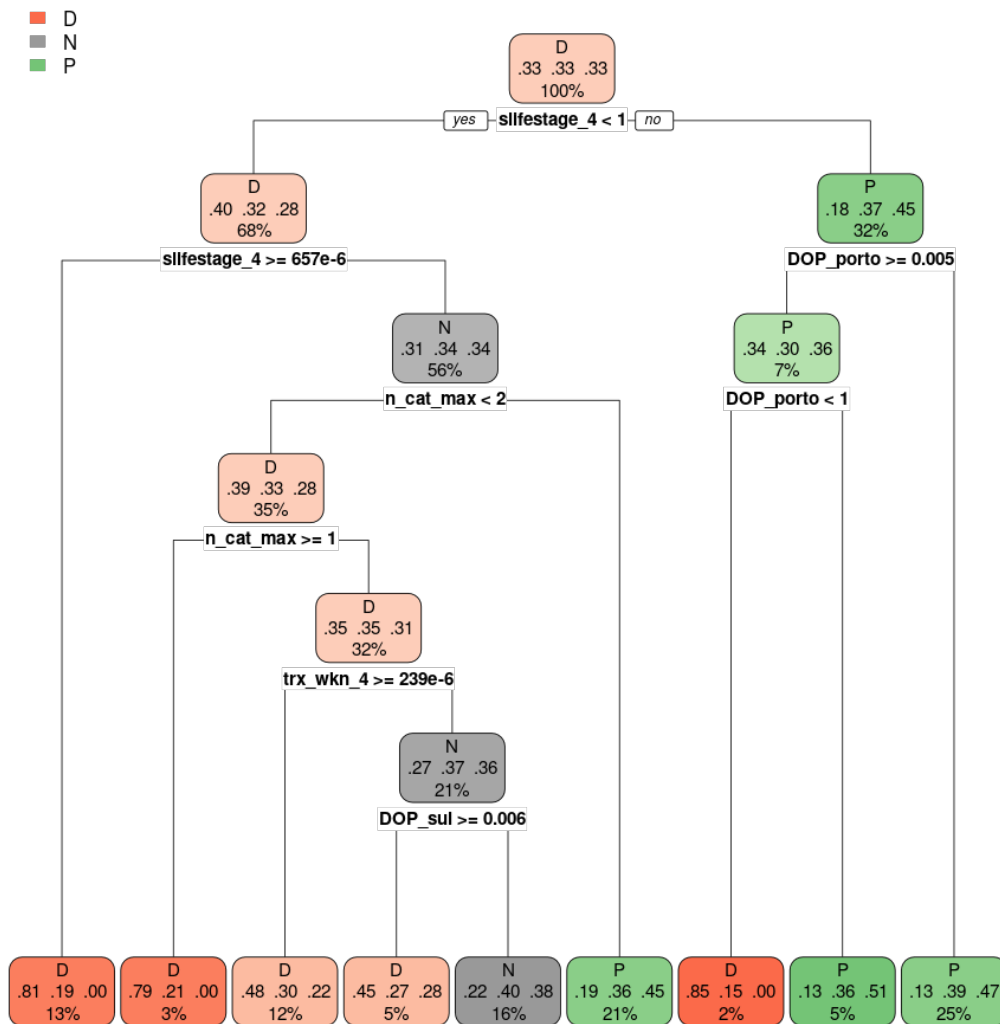 D
N
P
D
.33 .33 .33
100%
yes
slifestage_4 < 1
no
D
.40 .32 .28
68%
P
.18 .37 .45
32%
slifestage_4 >= 657e-6
DOP_porto >= 0.005
N
.31 .34 .34
56%
P
.34 .30 .36
7%
n_cat_max < 2
DOP_porto < 1
D
.39 .33 .28
35%
n_cat_max >= 1
D
.35 .35 .31
32%
trx_wkn_4 >= 239e-6
N
.27 .37 .36
21%
DOP_sul >= 0.006
D
.81 .19 .00
13%
D
.79 .21 .00
3%
D
.48 .30 .22
12%
D
.45 .27 .28
5%
N
.22 .40 .38
16%
P
.19 .36 .45
21%
D
.85 .15 .00
2%
P
.13 .36 .51
5%
P
.13 .39 .47
25%